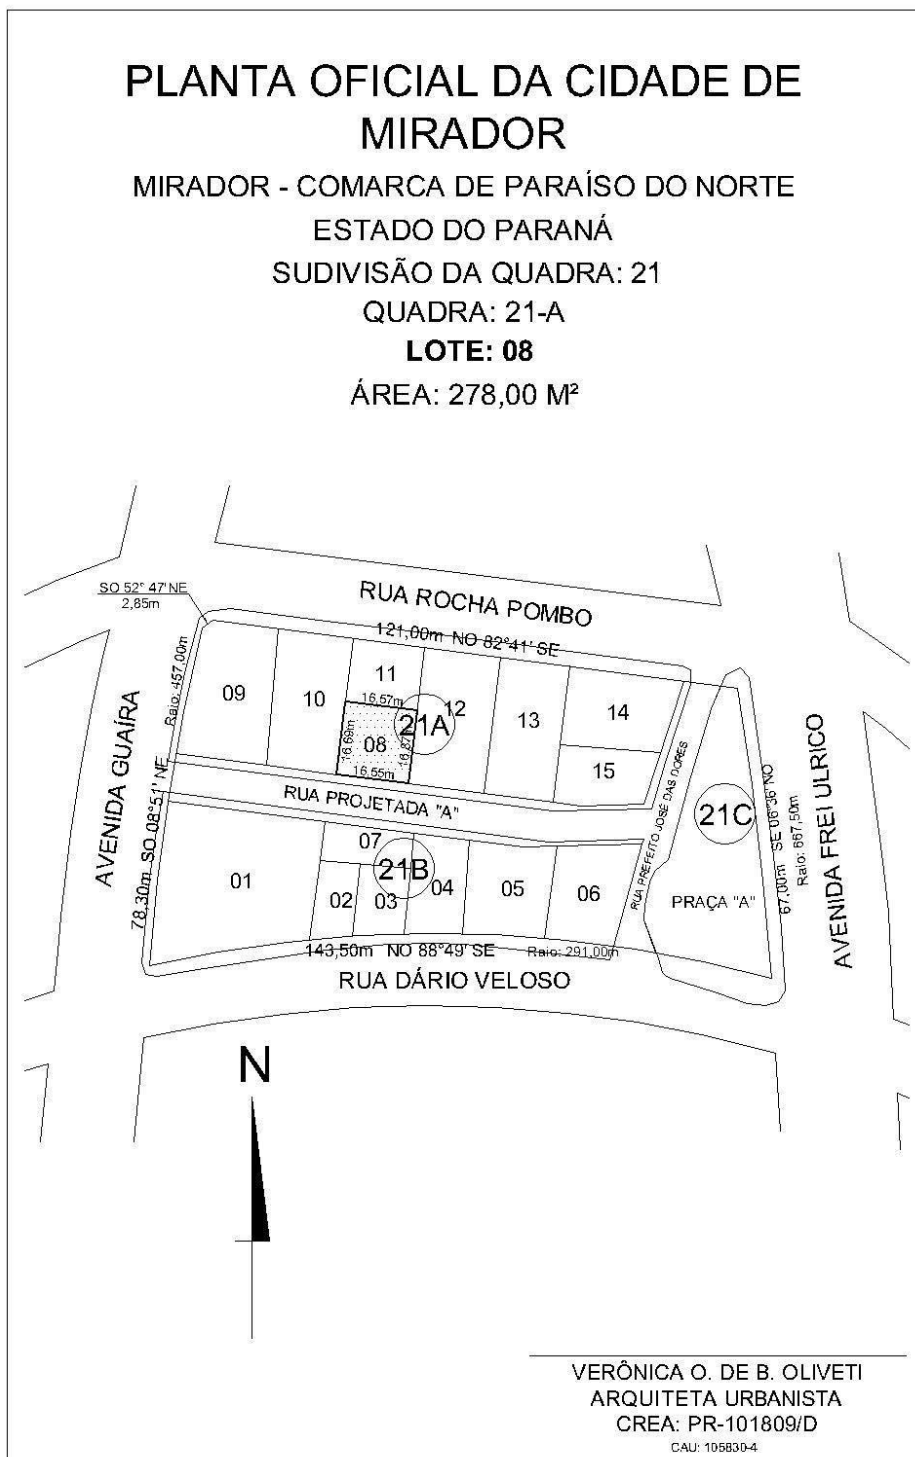 PLANTA OFICIAL DA CIDADE DE
MIRADOR
MIRADOR - COMARCA DE PARAÍSO DO NORTE
ESTADO DO PARANÁ
SUDIVISÃO DA QUADRA: 21
QUADRA: 21-A
LOTE: 08
ÁREA: 278,00 M²
SO 52° 47' NE
2,85m
RUA ROCHA POMBO
121,00m NO 82°41' SE
Raio: 457,00m
AVENIDA GUAÍRA
78,30m SO 08°51' NE
09
10
11
16,57m
12
21A
13
14
15
16,69m
08
16,87m
16,55m
RUA PROJETADA "A"
RUA PREFEITO JOSÉ DAS DORES
21C
PRAÇA "A"
67,00m SE 06°36' NO
Raio: 667,50m
AVENIDA FREI ULRICO
01
07
21B
02
03
04
05
06
143,50m NO 88°49' SE
Raio: 291,00m
RUA DÁRIO VELOSO
N
VERÔNICA O. DE B. OLIVETI
ARQUITETA URBANISTA
CREA: PR-101809/D
CAU: 105830-4